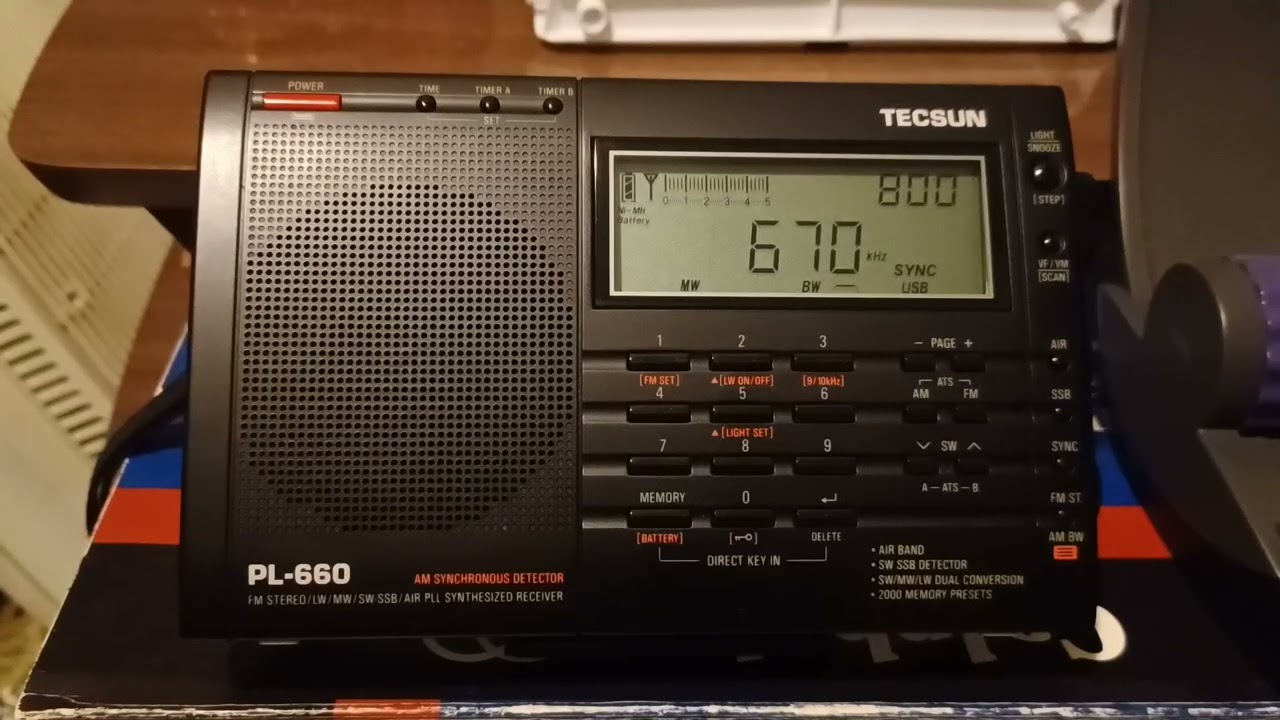 POWER
TIME
TIMER A
TIMER B
SET
TECSUN
LIGHT
SNOOZE
[STEP]
0 1 2 3 4 5
800
Ni-MH
Battery
670 kHz
SYNC
MW
BW
USB
VF / VM
[SCAN]
1 2 3
- PAGE +
AIR
[FM SET] ▲[LW ON/OFF] [9/10kHz]
ATS
4 5 6
AM FM
SSB
▲[LIGHT SET]
7 8 9
SW
SYNC
A — ATS — B
MEMORY 0
FM ST.
[BATTERY]
DELETE
AM BW
DIRECT KEY IN
• AIR BAND
• SW SSB DETECTOR
• SW/MW/LW DUAL CONVERSION
• 2000 MEMORY PRESETS
PL-660
AM SYNCHRONOUS DETECTOR
FM STEREO/LW/MW/SW-SSB/AIR PLL SYNTHESIZED RECEIVER